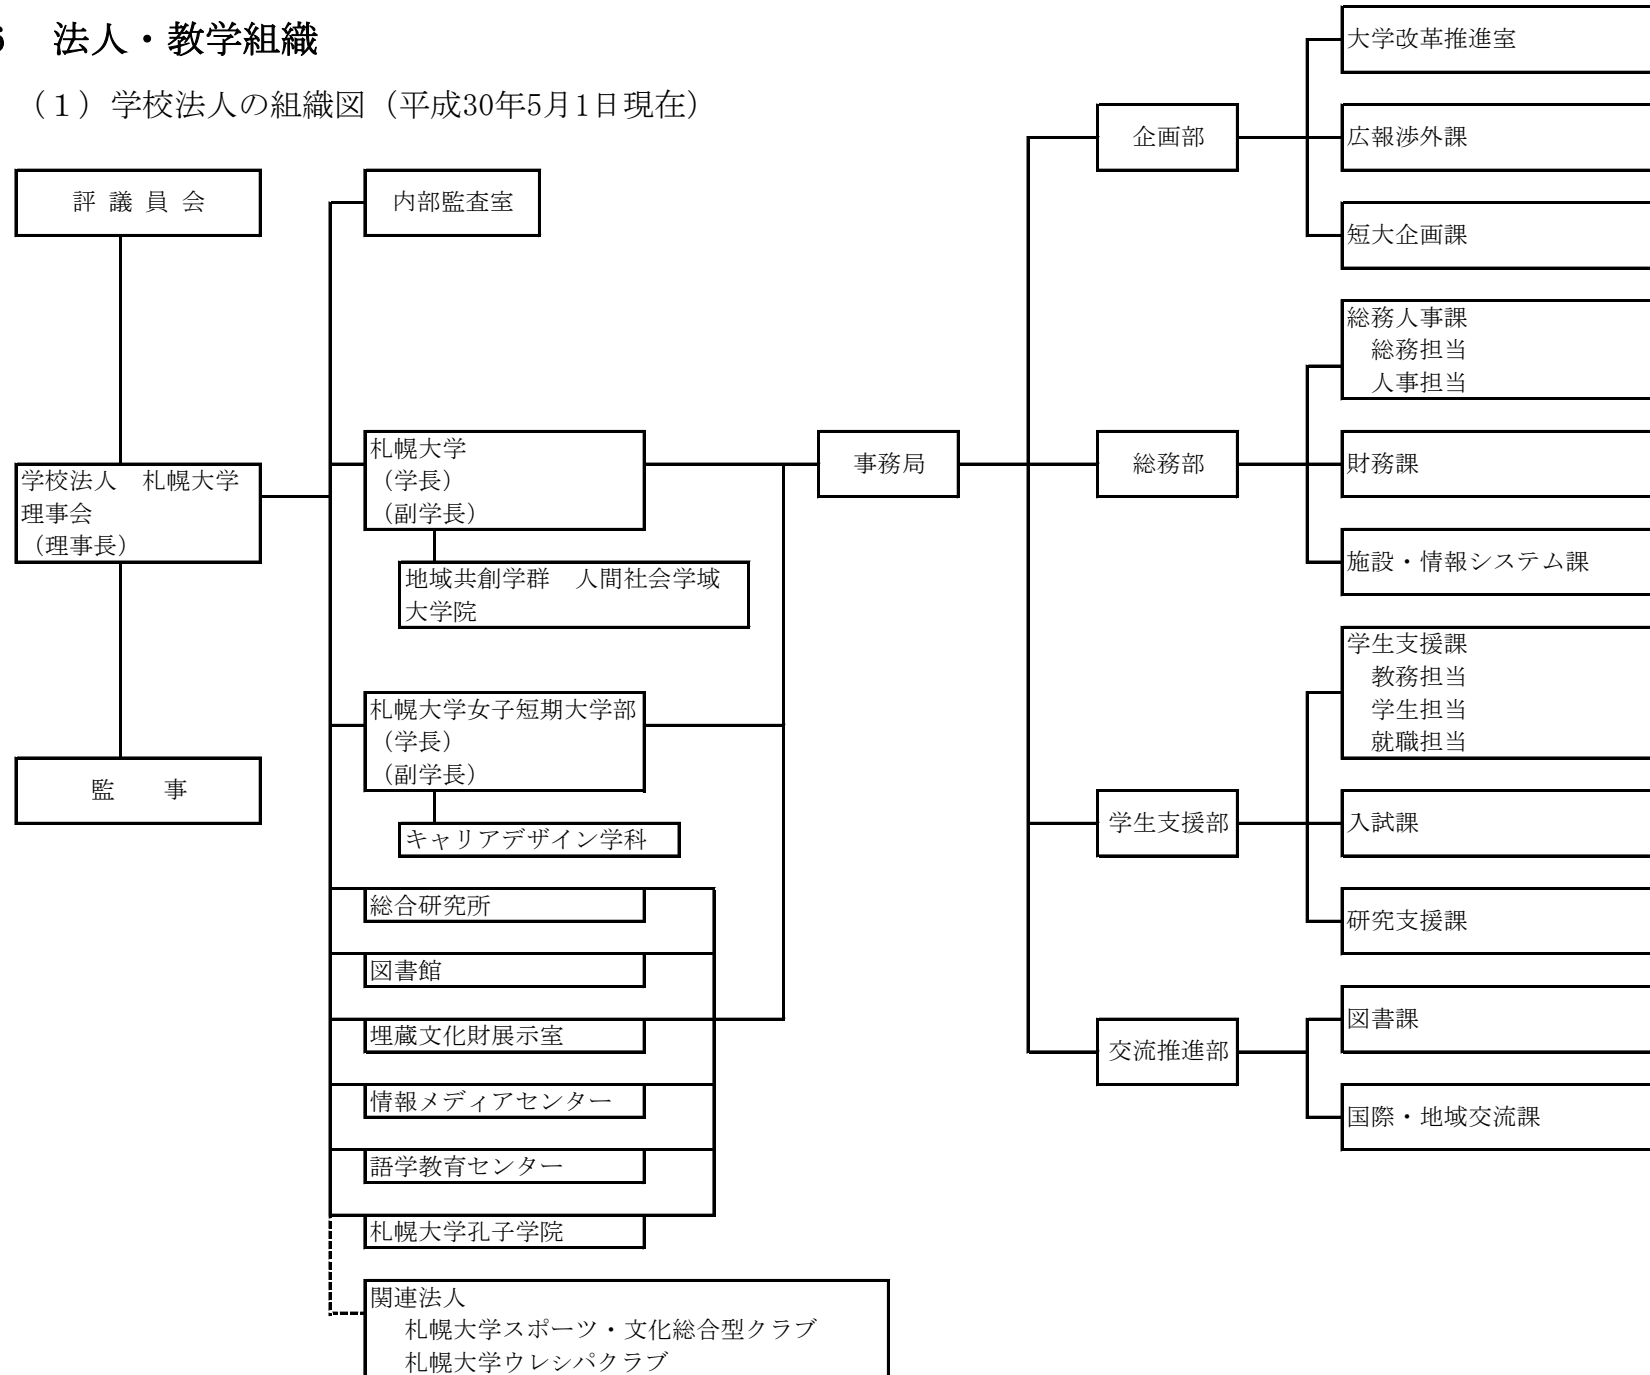 6 法人・教学組織
（１）学校法人の組織図（平成30年5月1日現在）
評 議 員 会
学校法人　札幌大学
理事会
（理事長）
監　　事
内部監査室
札幌大学
（学長）
（副学長）
地域共創学群　人間社会学域
大学院
札幌大学女子短期大学部
（学長）
（副学長）
キャリアデザイン学科
総合研究所
図書館
埋蔵文化財展示室
情報メディアセンター
語学教育センター
札幌大学孔子学院
関連法人
札幌大学スポーツ・文化総合型クラブ
札幌大学ウレシパクラブ
事務局
企画部
大学改革推進室
広報渉外課
短大企画課
総務部
総務人事課
総務担当
人事担当
財務課
施設・情報システム課
学生支援部
学生支援課
教務担当
学生担当
就職担当
入試課
研究支援課
交流推進部
図書課
国際・地域交流課